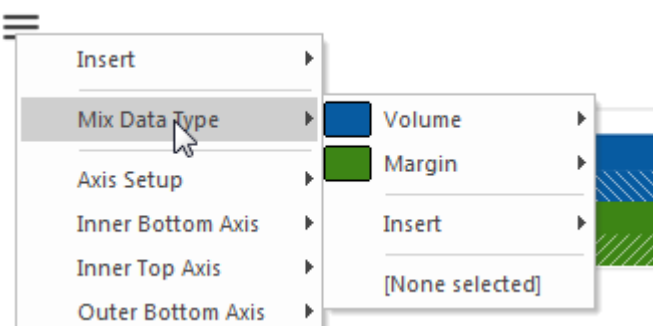 Insert
Mix Data Type
Axis Setup
Inner Bottom Axis
Inner Top Axis
Outer Bottom Axis
Volume
Margin
Insert
[None selected]